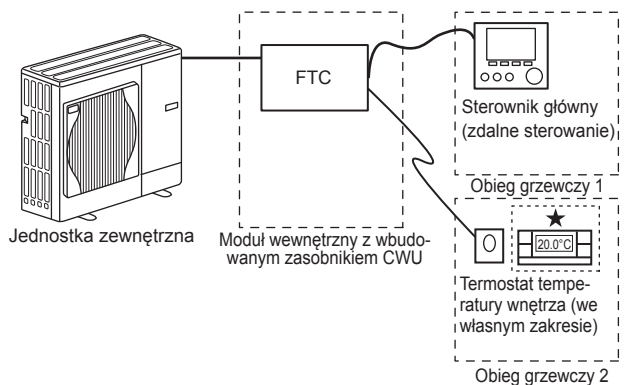 FTC
Sterownik główny
(zdalne sterowanie)
Obieg grzewczy 1
Jednostka zewnętrzna
Moduł wewnętrzny z wbudo-
wanym zasobnikiem CWU
20.0°C
Termostat tempe-
ratury wnętrza (we
własnym zakresie)
Obieg grzewczy 2